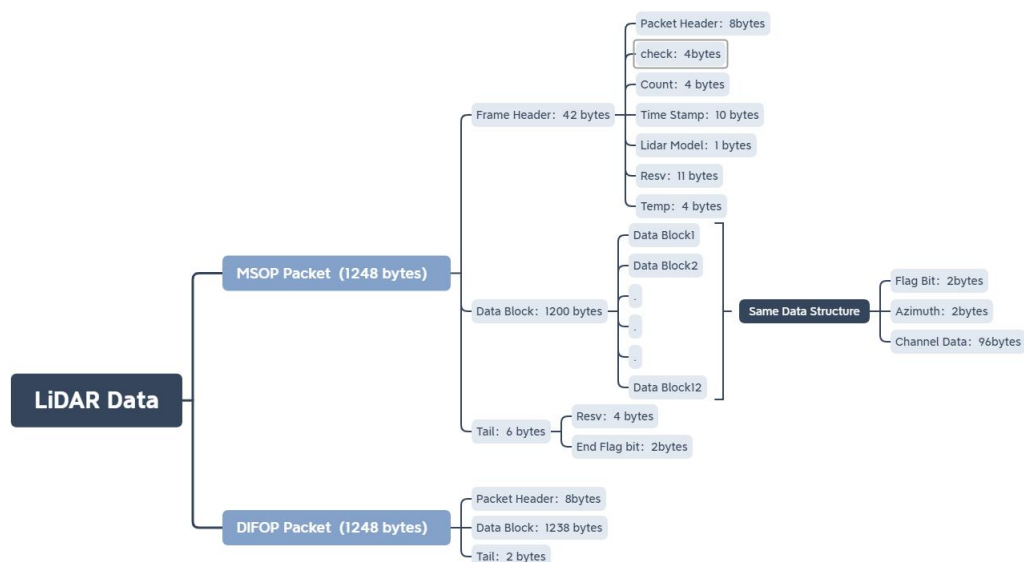 Packet Header: 8bytes
check: 4bytes
Count: 4 bytes
Frame Header: 42 bytes
Time Stamp: 10 bytes
Lidar Model: 1 bytes
Resv: 11 bytes
Temp: 4 bytes
Data Block1
MSOP Packet (1248 bytes)
Data Block2
Flag Bit: 2bytes
.
Data Block: 1200 bytes
Same Data Structure
Azimuth: 2bytes
.
Channel Data: 96bytes
.
Data Block12
LiDAR Data
Resv: 4 bytes
Tail: 6 bytes
End Flag bit: 2bytes
Packet Header: 8bytes
DIFOP Packet (1248 bytes)
Data Block: 1238 bytes
Tail: 2 bytes